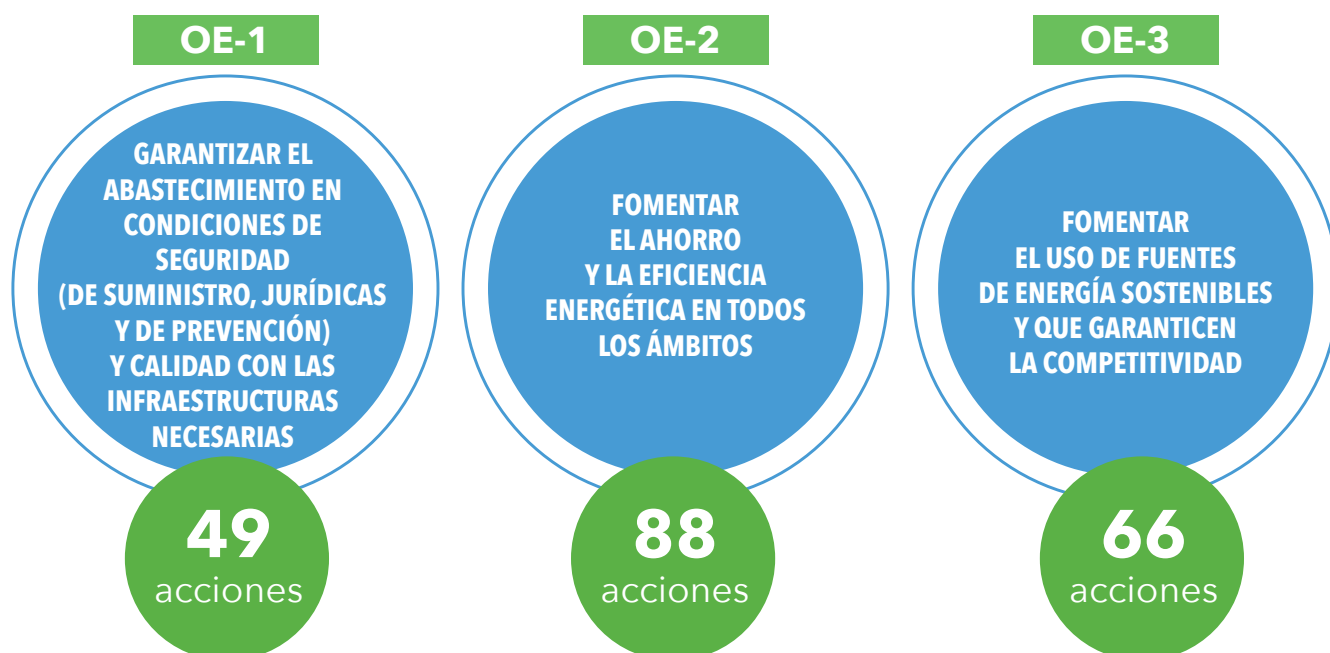 OE-1
GARANTIZAR EL
ABASTECIMIENTO EN
CONDICIONES DE
SEGURIDAD
(DE SUMINISTRO, JURÍDICAS
Y DE PREVENCIÓN)
Y CALIDAD CON LAS
INFRAESTRUCTURAS
NECESARIAS
49
acciones
OE-2
FOMENTAR
EL AHORRO
Y LA EFICIENCIA
ENERGÉTICA EN TODOS
LOS ÁMBITOS
88
acciones
OE-3
FOMENTAR
EL USO DE FUENTES
DE ENERGÍA SOSTENIBLES
Y QUE GARANTICEN
LA COMPETITIVIDAD
66
acciones